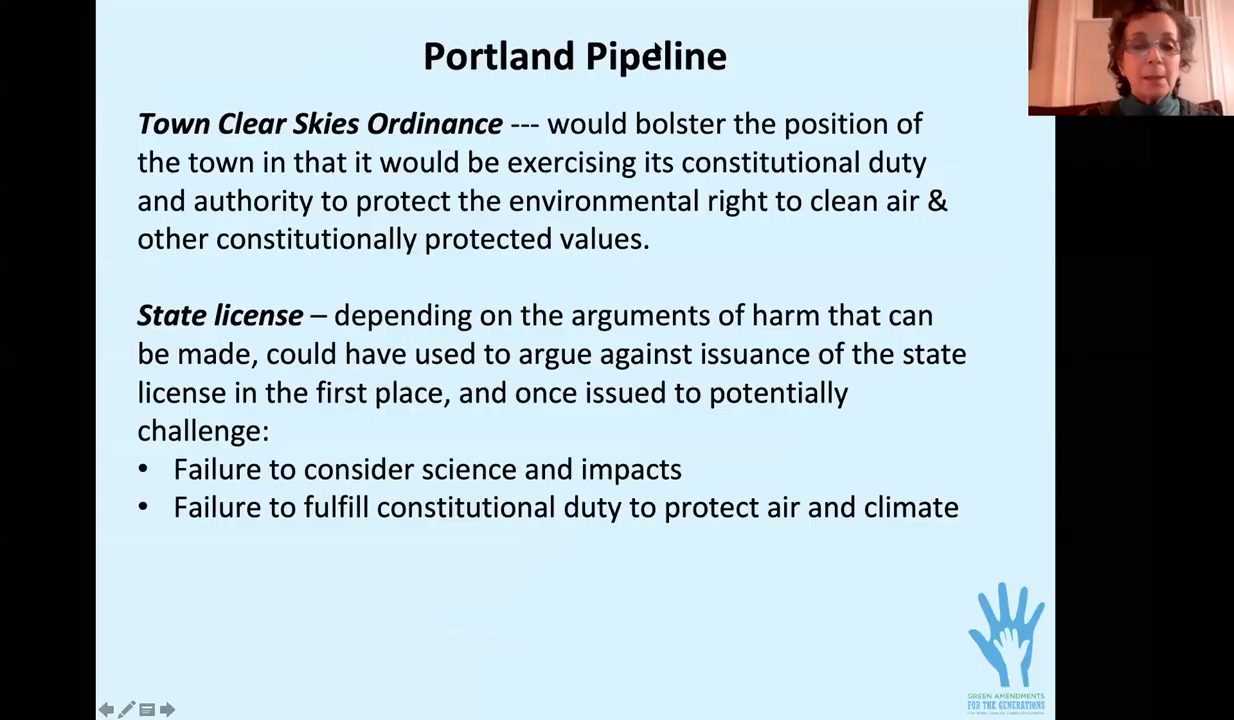 Portland Pipeline
Town Clear Skies Ordinance --- would bolster the position of
the town in that it would be exercising its constitutional duty
and authority to protect the environmental right to clean air &
other constitutionally protected values.
State license – depending on the arguments of harm that can
be made, could have used to argue against issuance of the state
license in the first place, and once issued to potentially
challenge:
• Failure to consider science and impacts
• Failure to fulfill constitutional duty to protect air and climate
GREEN AMENDMENTS
FOR THE GENERATIONS